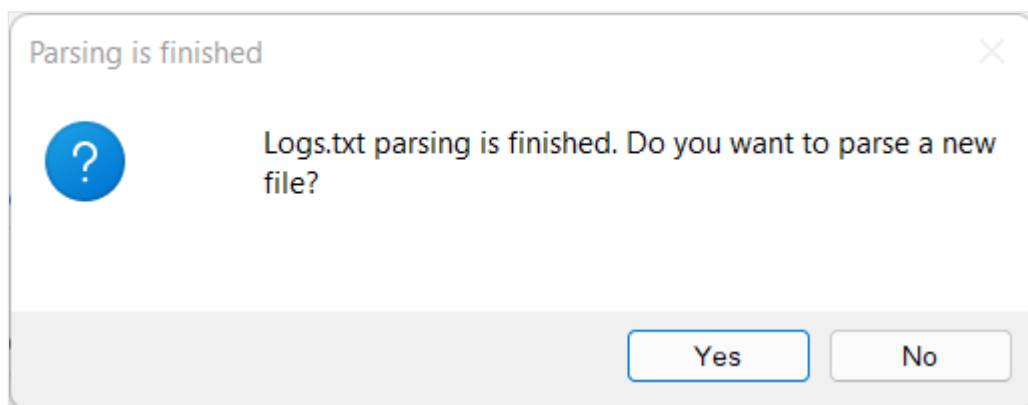 Parsing is finished
Logs.txt parsing is finished. Do you want to parse a new
file?
Yes
No